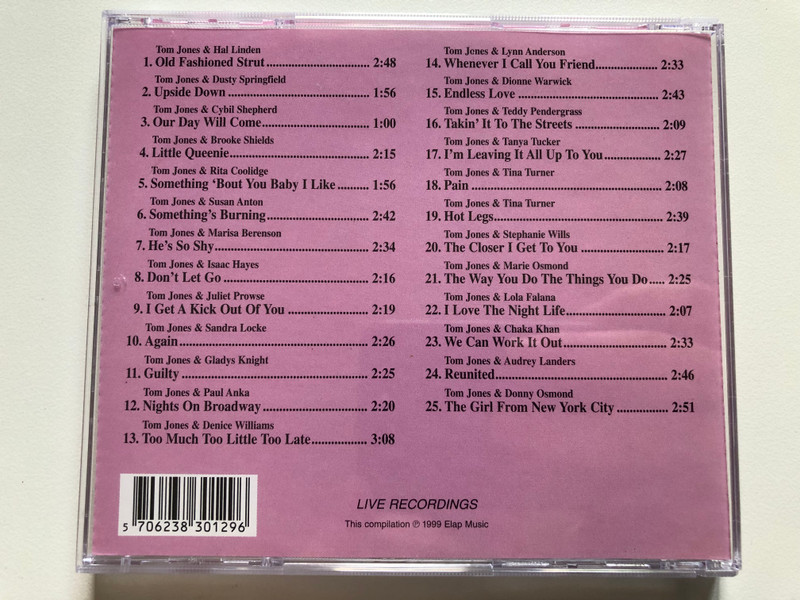 Tom Jones & Hal Linden
1. Old Fashioned Strut ........................ 2:48
Tom Jones & Dusty Springfield
2. Upside Down ................................ 1:56
Tom Jones & Cybil Shepherd
3. Our Day Will Come........................ 1:00
Tom Jones & Brooke Shields
4. Little Queenie................................ 2:15
Tom Jones & Rita Coolidge
5. Something ‘Bout You Baby I Like .......... 1:56
Tom Jones & Susan Anton
6. Something's Burning........................ 2:42
Tom Jones & Marisa Berenson
7. He's So Shy................................ 2:34
Tom Jones & Isaac Hayes
8. Don't Let Go ................................ 2:16
Tom Jones & Juliet Prowse
9. I Get A Kick Out Of You .................... 2:19
Tom Jones & Sandra Locke
10. Again........................................ 2:26
Tom Jones & Gladys Knight
11. Guilty........................................ 2:25
Tom Jones & Paul Anka
12. Nights On Broadway........................ 2:20
Tom Jones & Denice Williams
13. Too Much Too Little Too Late.............. 3:08
Tom Jones & Lynn Anderson
14. Whenever I Call You Friend................ 2:33
Tom Jones & Dionne Warwick
15. Endless Love ................................ 2:43
Tom Jones & Teddy Pendergrass
16. Takin' It To The Streets .................... 2:09
Tom Jones & Tanya Tucker
17. I'm Leaving It All Up To You.............. 2:27
Tom Jones & Tina Turner
18. Pain ........................................ 2:08
Tom Jones & Tina Turner
19. Hot Legs.................................... 2:39
Tom Jones & Stephanie Wills
20. The Closer I Get To You .................... 2:17
Tom Jones & Marie Osmond
21. The Way You Do The Things You Do..... 2:25
Tom Jones & Lola Falana
22. I Love The Night Life........................ 2:07
Tom Jones & Chaka Khan
23. We Can Work It Out........................ 2:33
Tom Jones & Audrey Landers
24. Reunited.................................... 2:46
Tom Jones & Donny Osmond
25. The Girl From New York City .............. 2:51
5 706238 301296
LIVE RECORDINGS
This compilation ℗ 1999 Elap Music